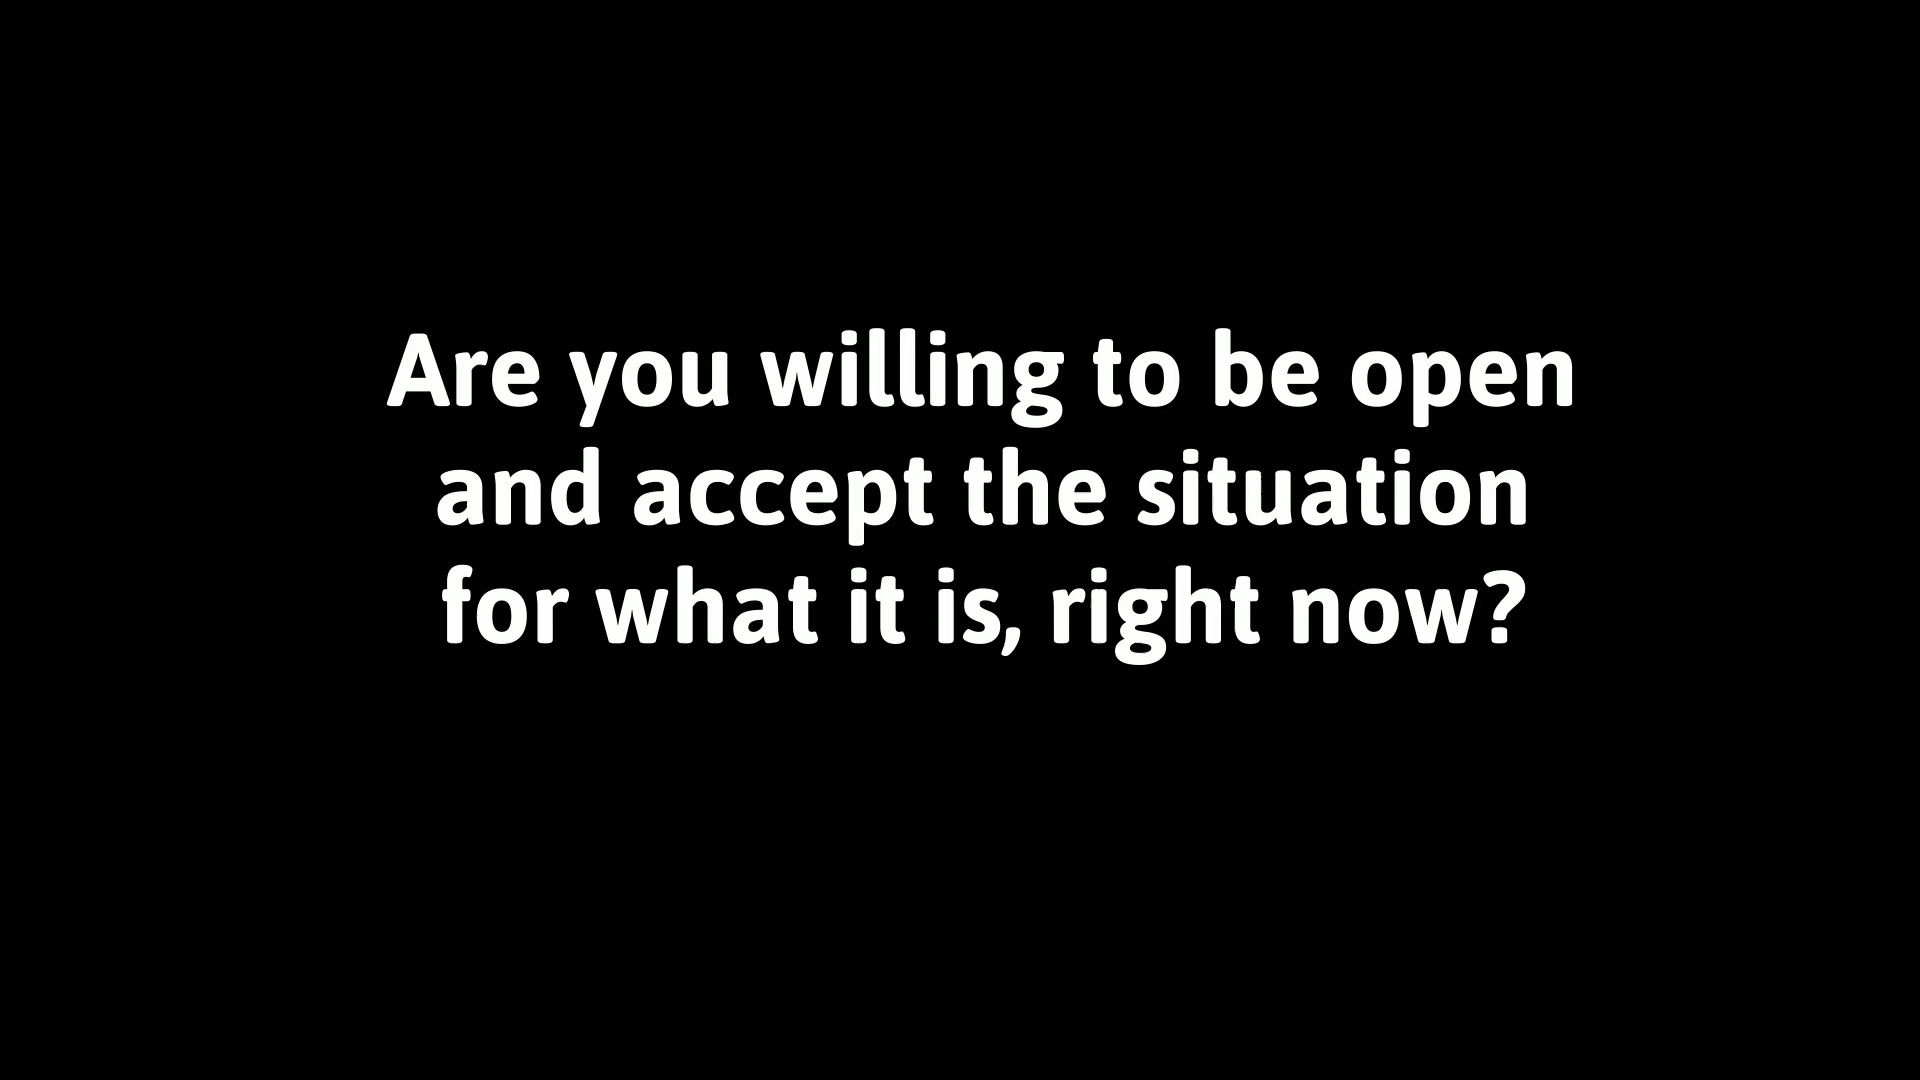 Are you willing to be open
and accept the situation
for what it is, right now?